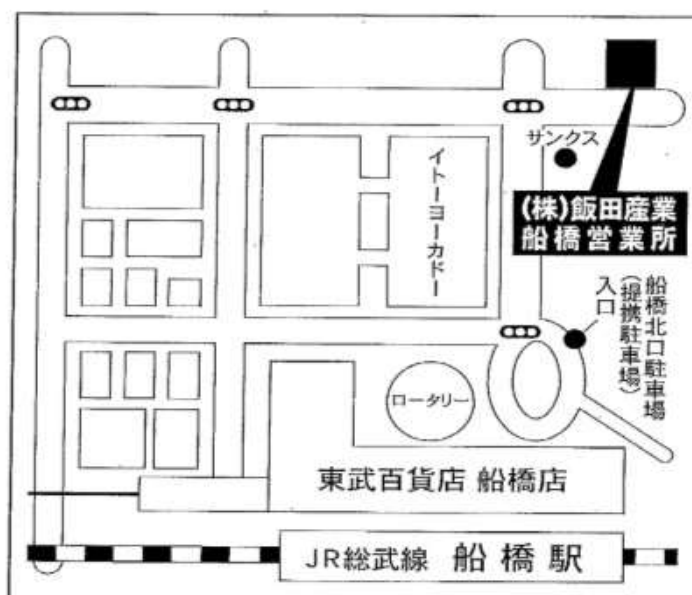 サンクス
(株)飯田産業
船橋営業所
イトーヨーカドー
船橋北口駐車場
(提携駐車場)
入口
ロータリー
東武百貨店 船橋店
JR総武線 船橋駅